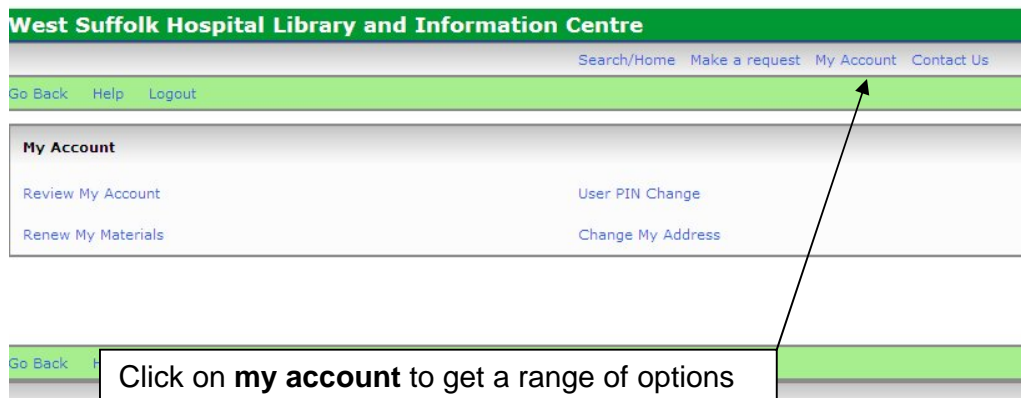 West Suffolk Hospital Library and Information Centre
Search/Home Make a request My Account Contact Us
Go Back Help Logout
My Account
Review My Account User PIN Change
Renew My Materials Change My Address
Go Back
Click on my account to get a range of options